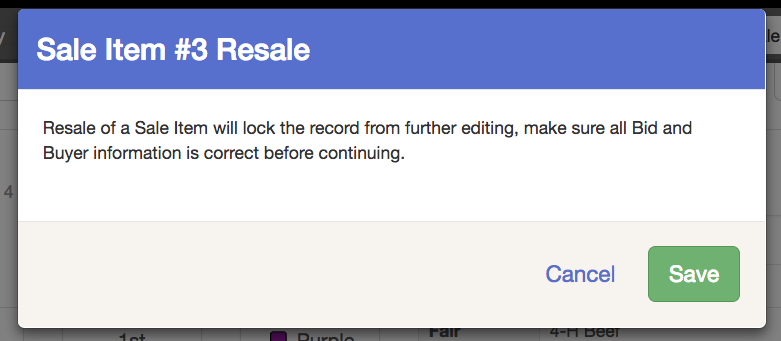 Sale Item #3 Resale
Resale of a Sale Item will lock the record from further editing, make sure all Bid and
Buyer information is correct before continuing.
4
Cancel Save
1st Purple Fair 4-H Beef